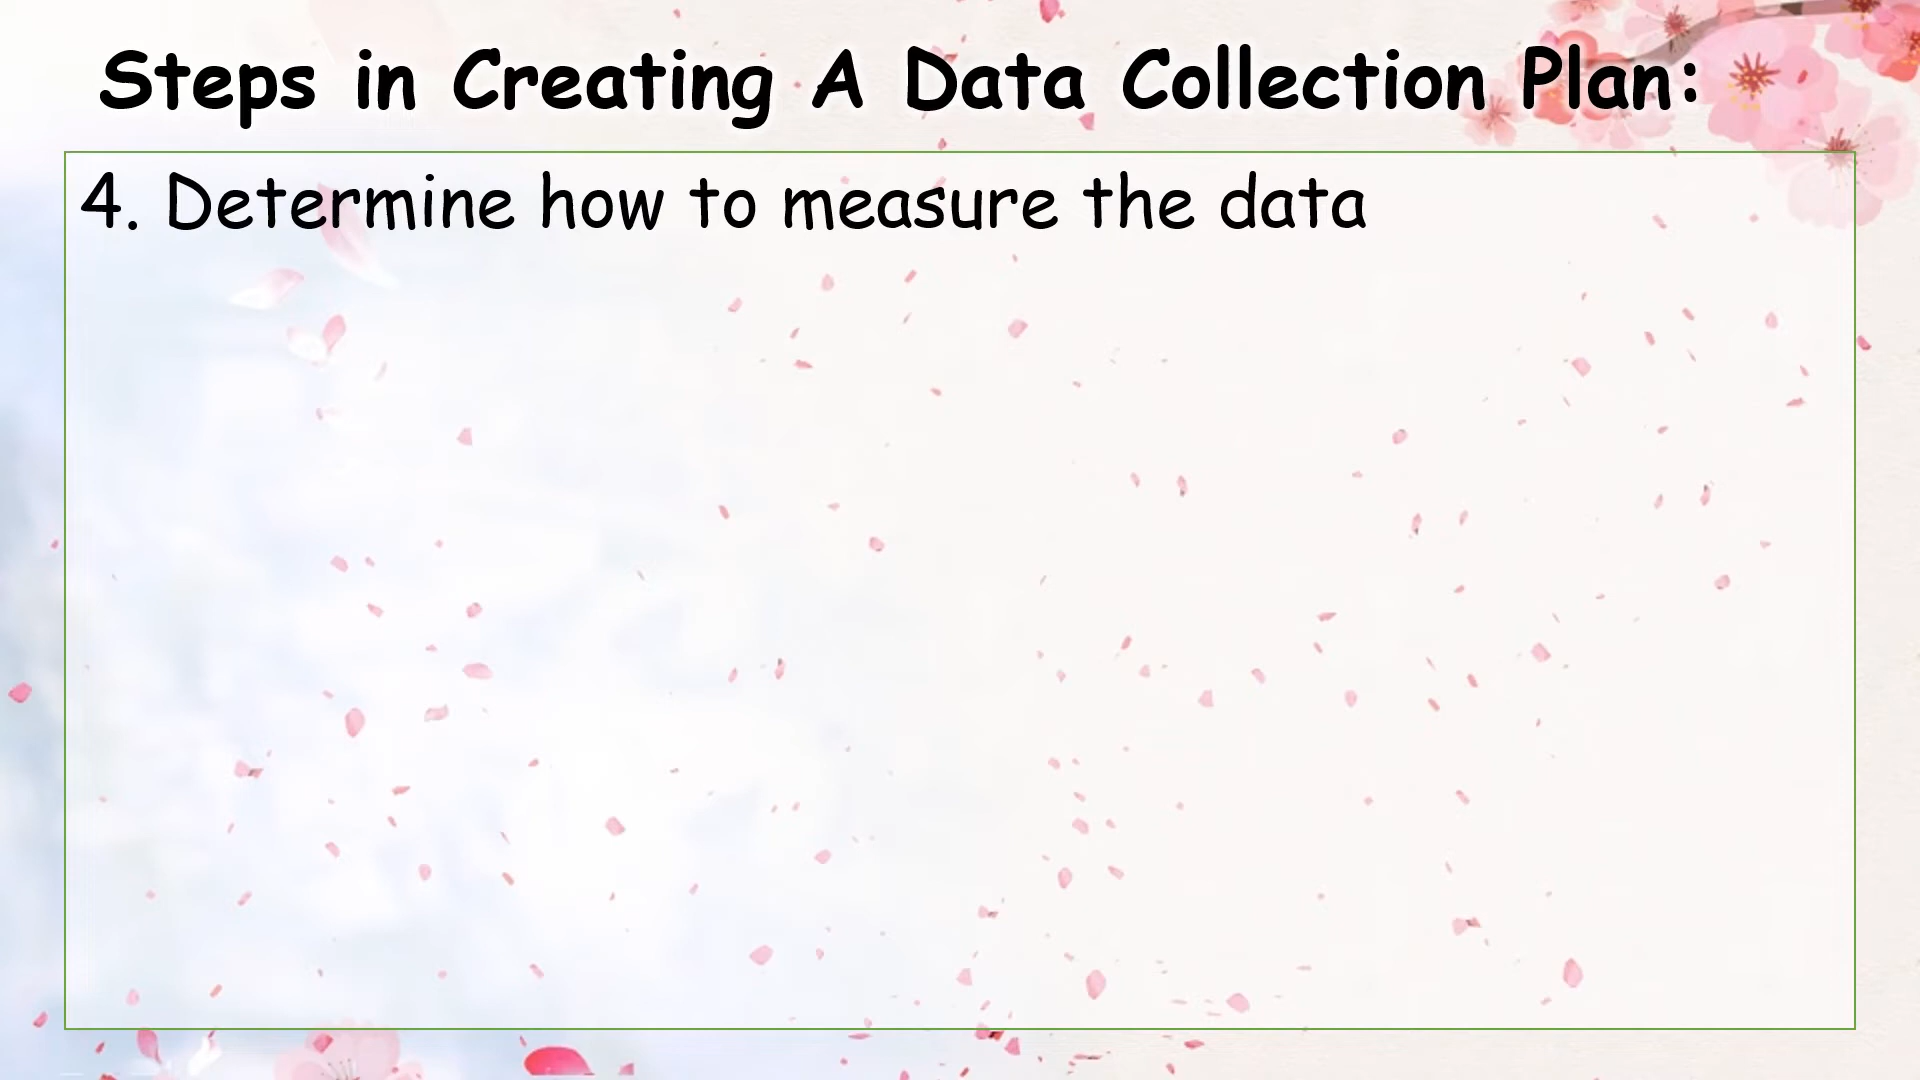 Steps in Creating A Data Collection Plan:
4. Determine how to measure the data